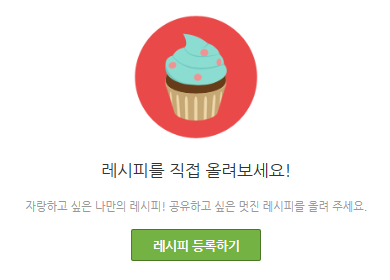 레시피를 직접 올려보세요!
자랑하고 싶은 나만의 레시피! 공유하고 싶은 멋진 레시피를 올려 주세요.
레시피 등록하기